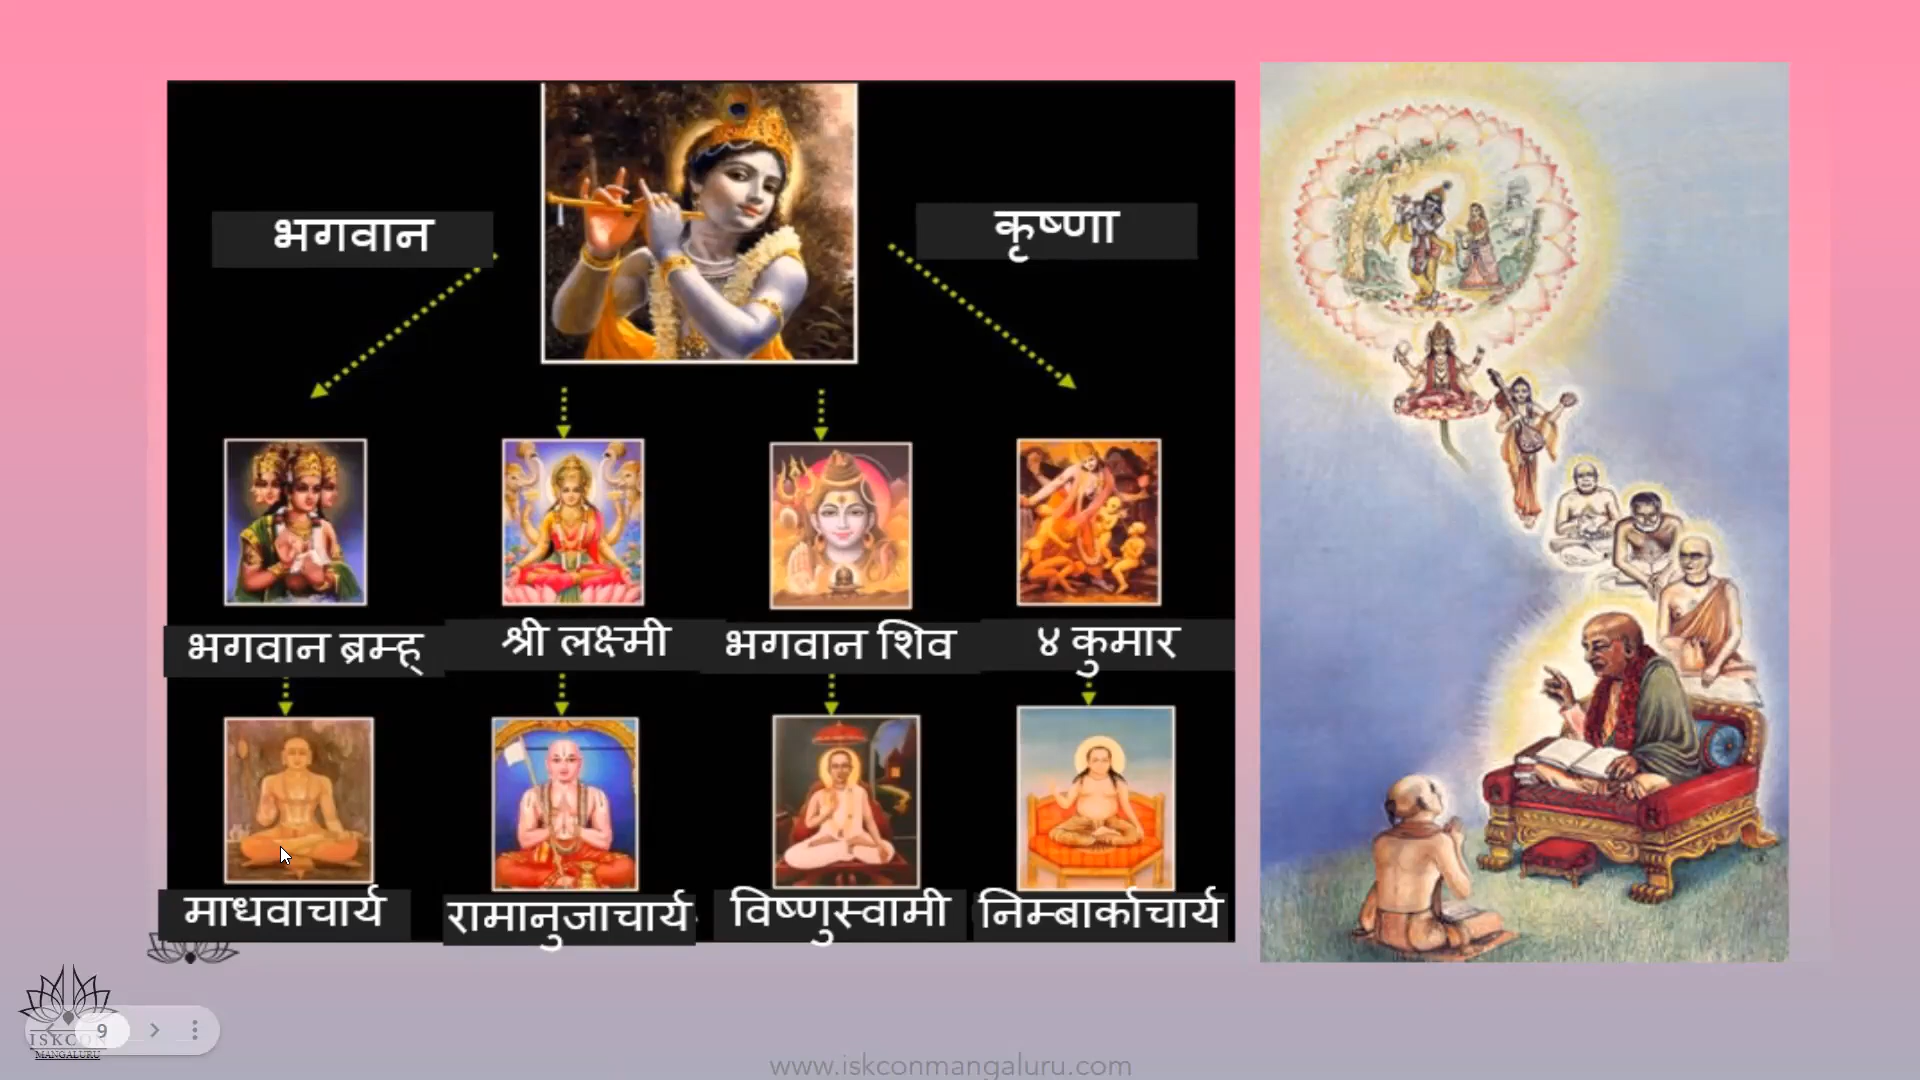 भगवान
कृष्णा
भगवान ब्रम्ह्
श्री लक्ष्मी
भगवान शिव
४ कुमार
माधवाचार्य
रामानुजाचार्य
विष्णुस्वामी
निम्बार्काचार्य
9
ISKCON
MANGALURU
www.iskconmangaluru.com